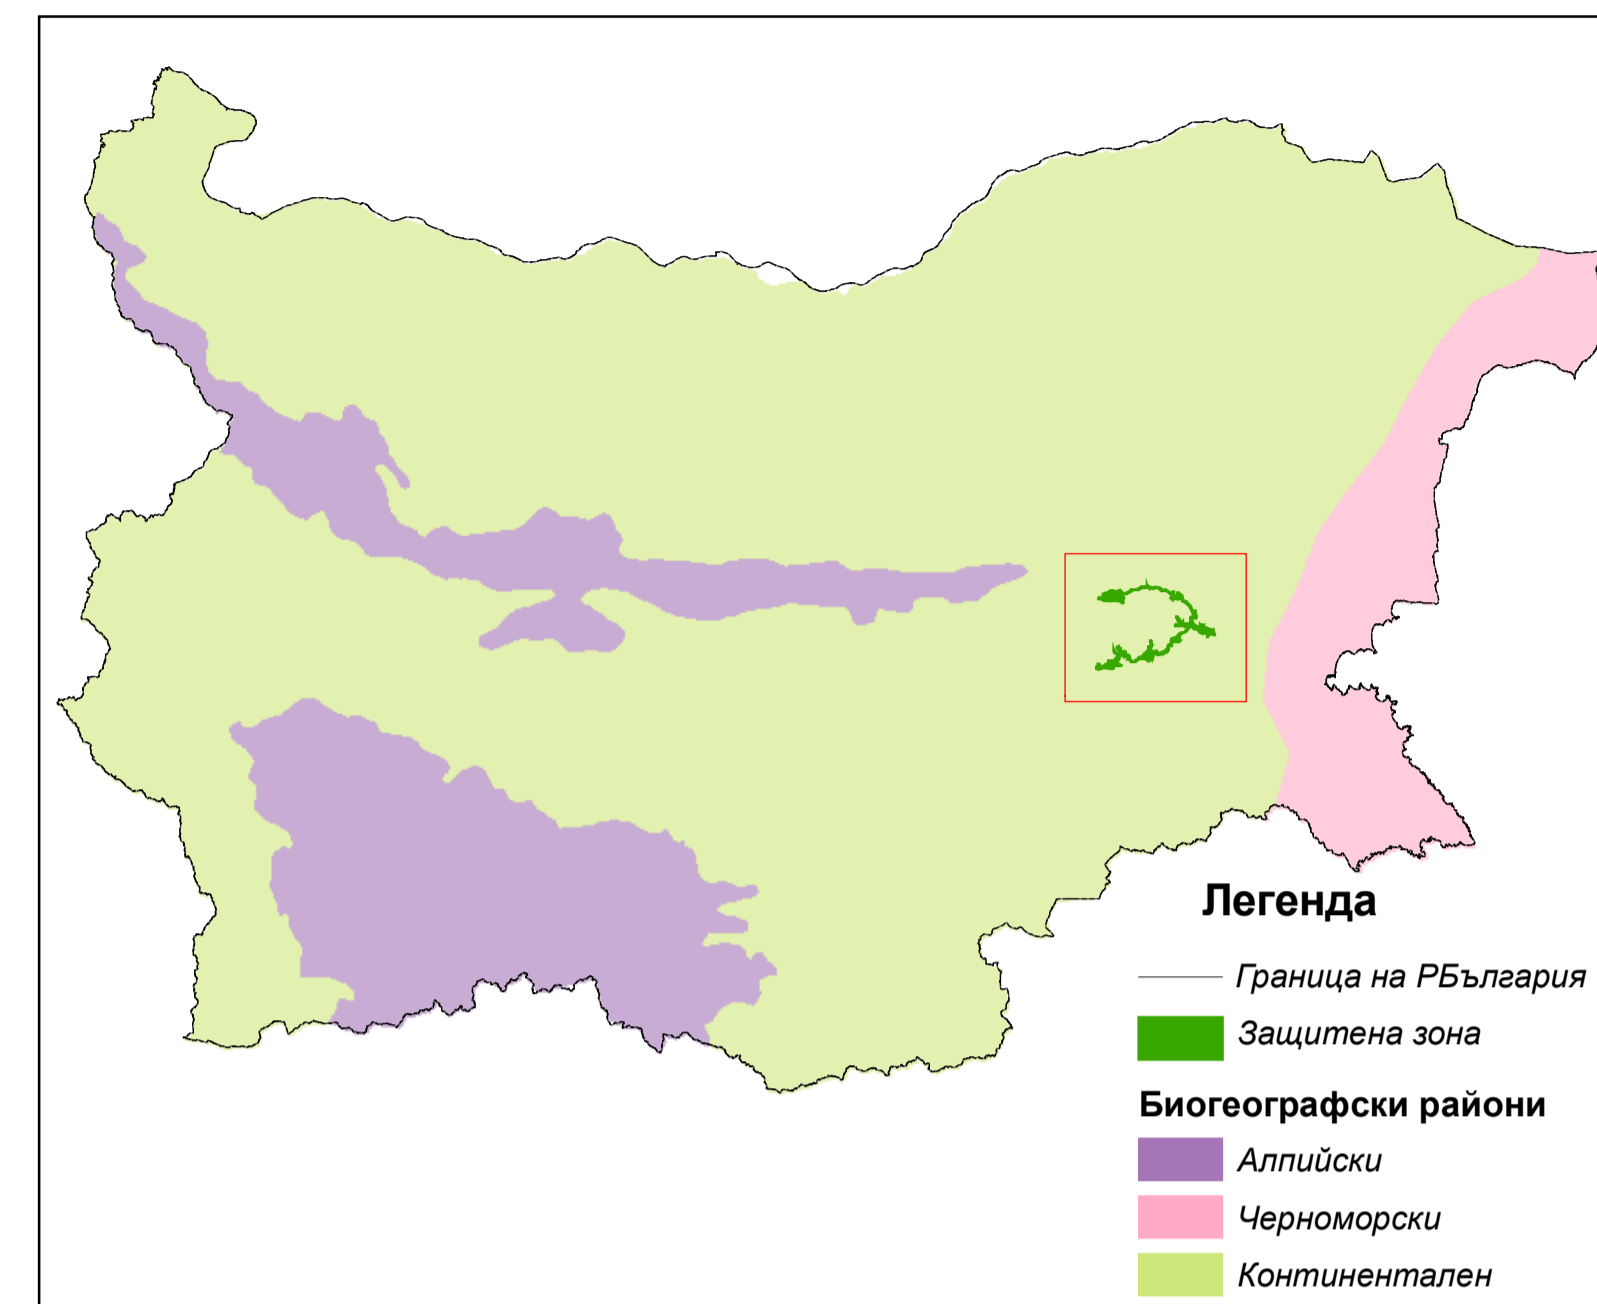 Легенда
Граница на РБългария
Защитена зона
Биогеографски райони
Алпийски
Черноморски
Континентален